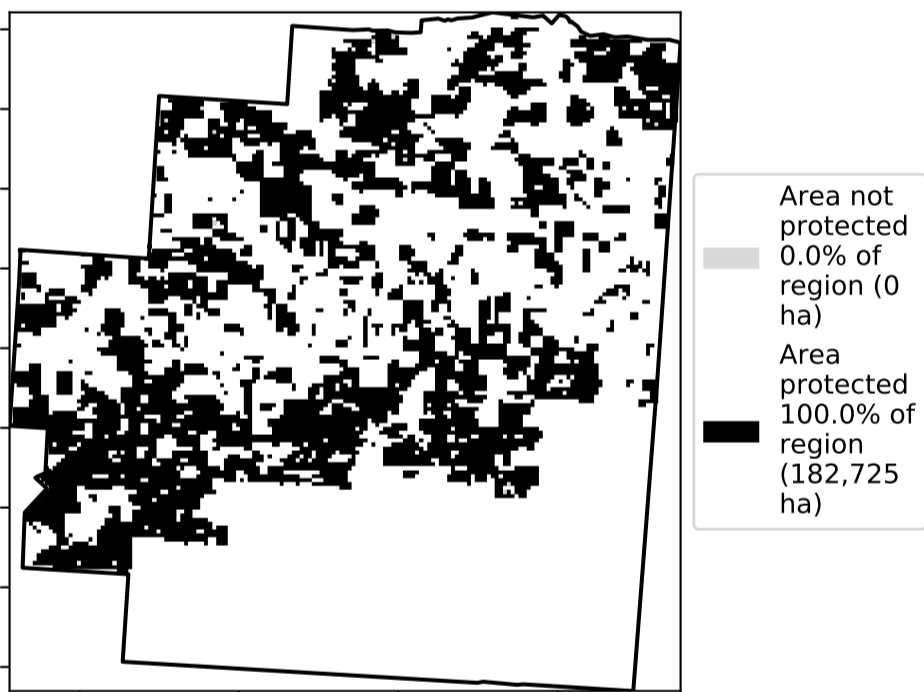 Area not
protected
0.0% of
region (0
ha)
Area
protected
100.0% of
region
(182,725
ha)